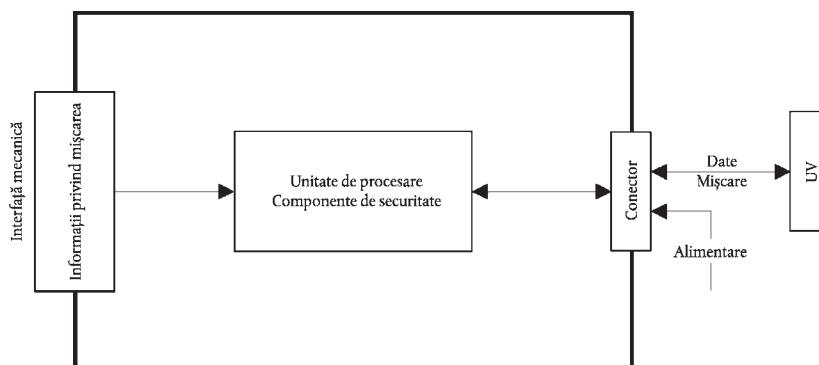 Interfață mecanică
Informații privind mișcarea
Unitate de procesare
Componente de securitate
Conector
Date
Mișcare
Alimentare
UV